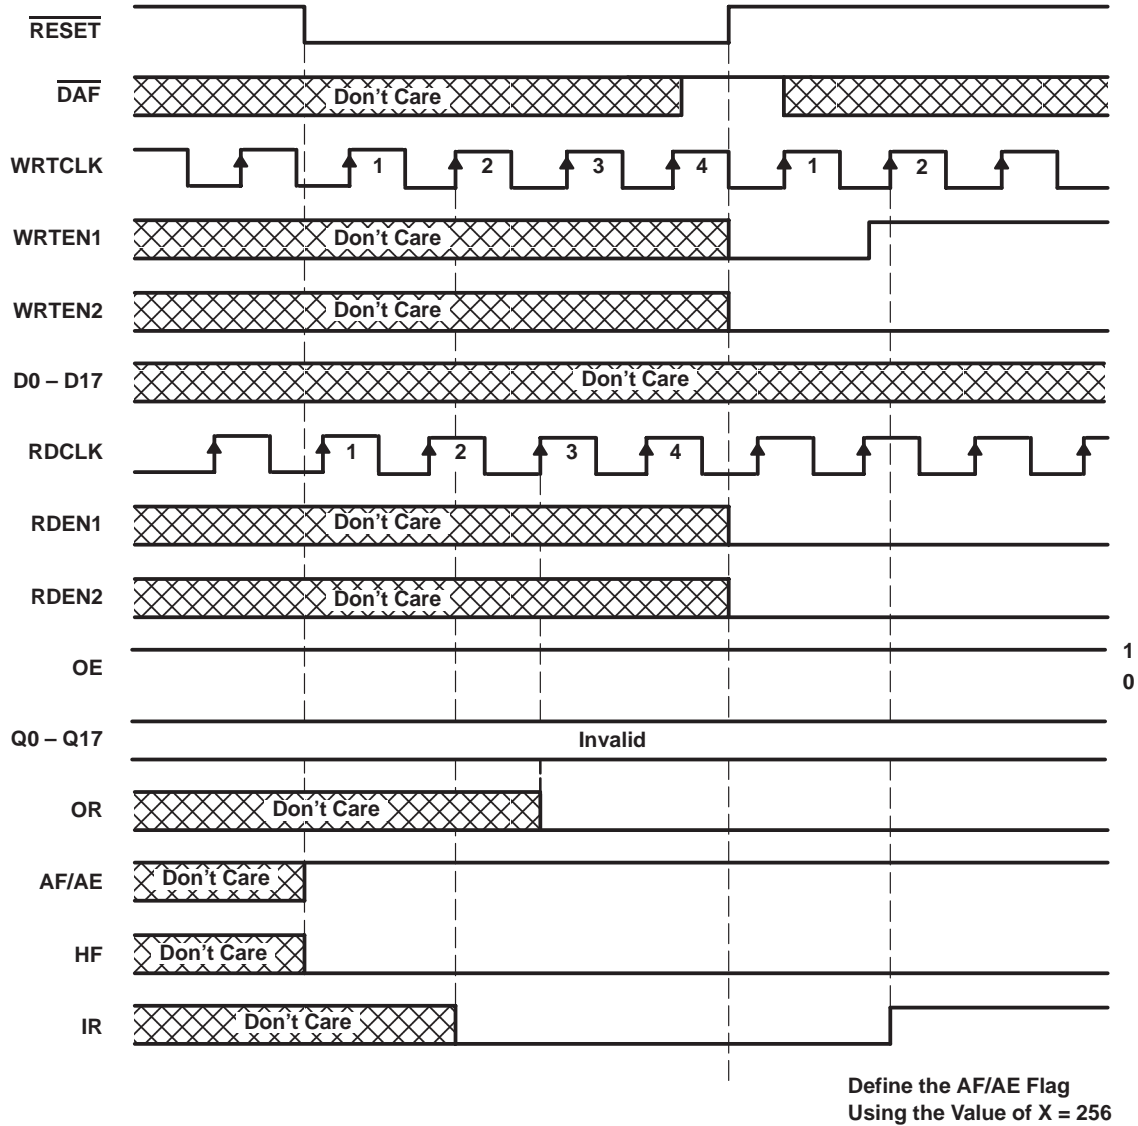 RESET
DAF
Don't Care
WRTCLK
1 2 3 4 1 2
WRTEN1
Don't Care
WRTEN2
Don't Care
D0 – D17
Don't Care
RDCLK
1 2 3 4
RDEN1
Don't Care
RDEN2
Don't Care
OE
1
0
Q0 – Q17
Invalid
OR
Don't Care
AF/AE
Don't Care
HF
Don't Care
IR
Don't Care
Define the AF/AE Flag
Using the Value of X = 256